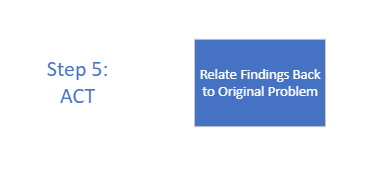 Step 5:
ACT
Relate Findings Back
to Original Problem